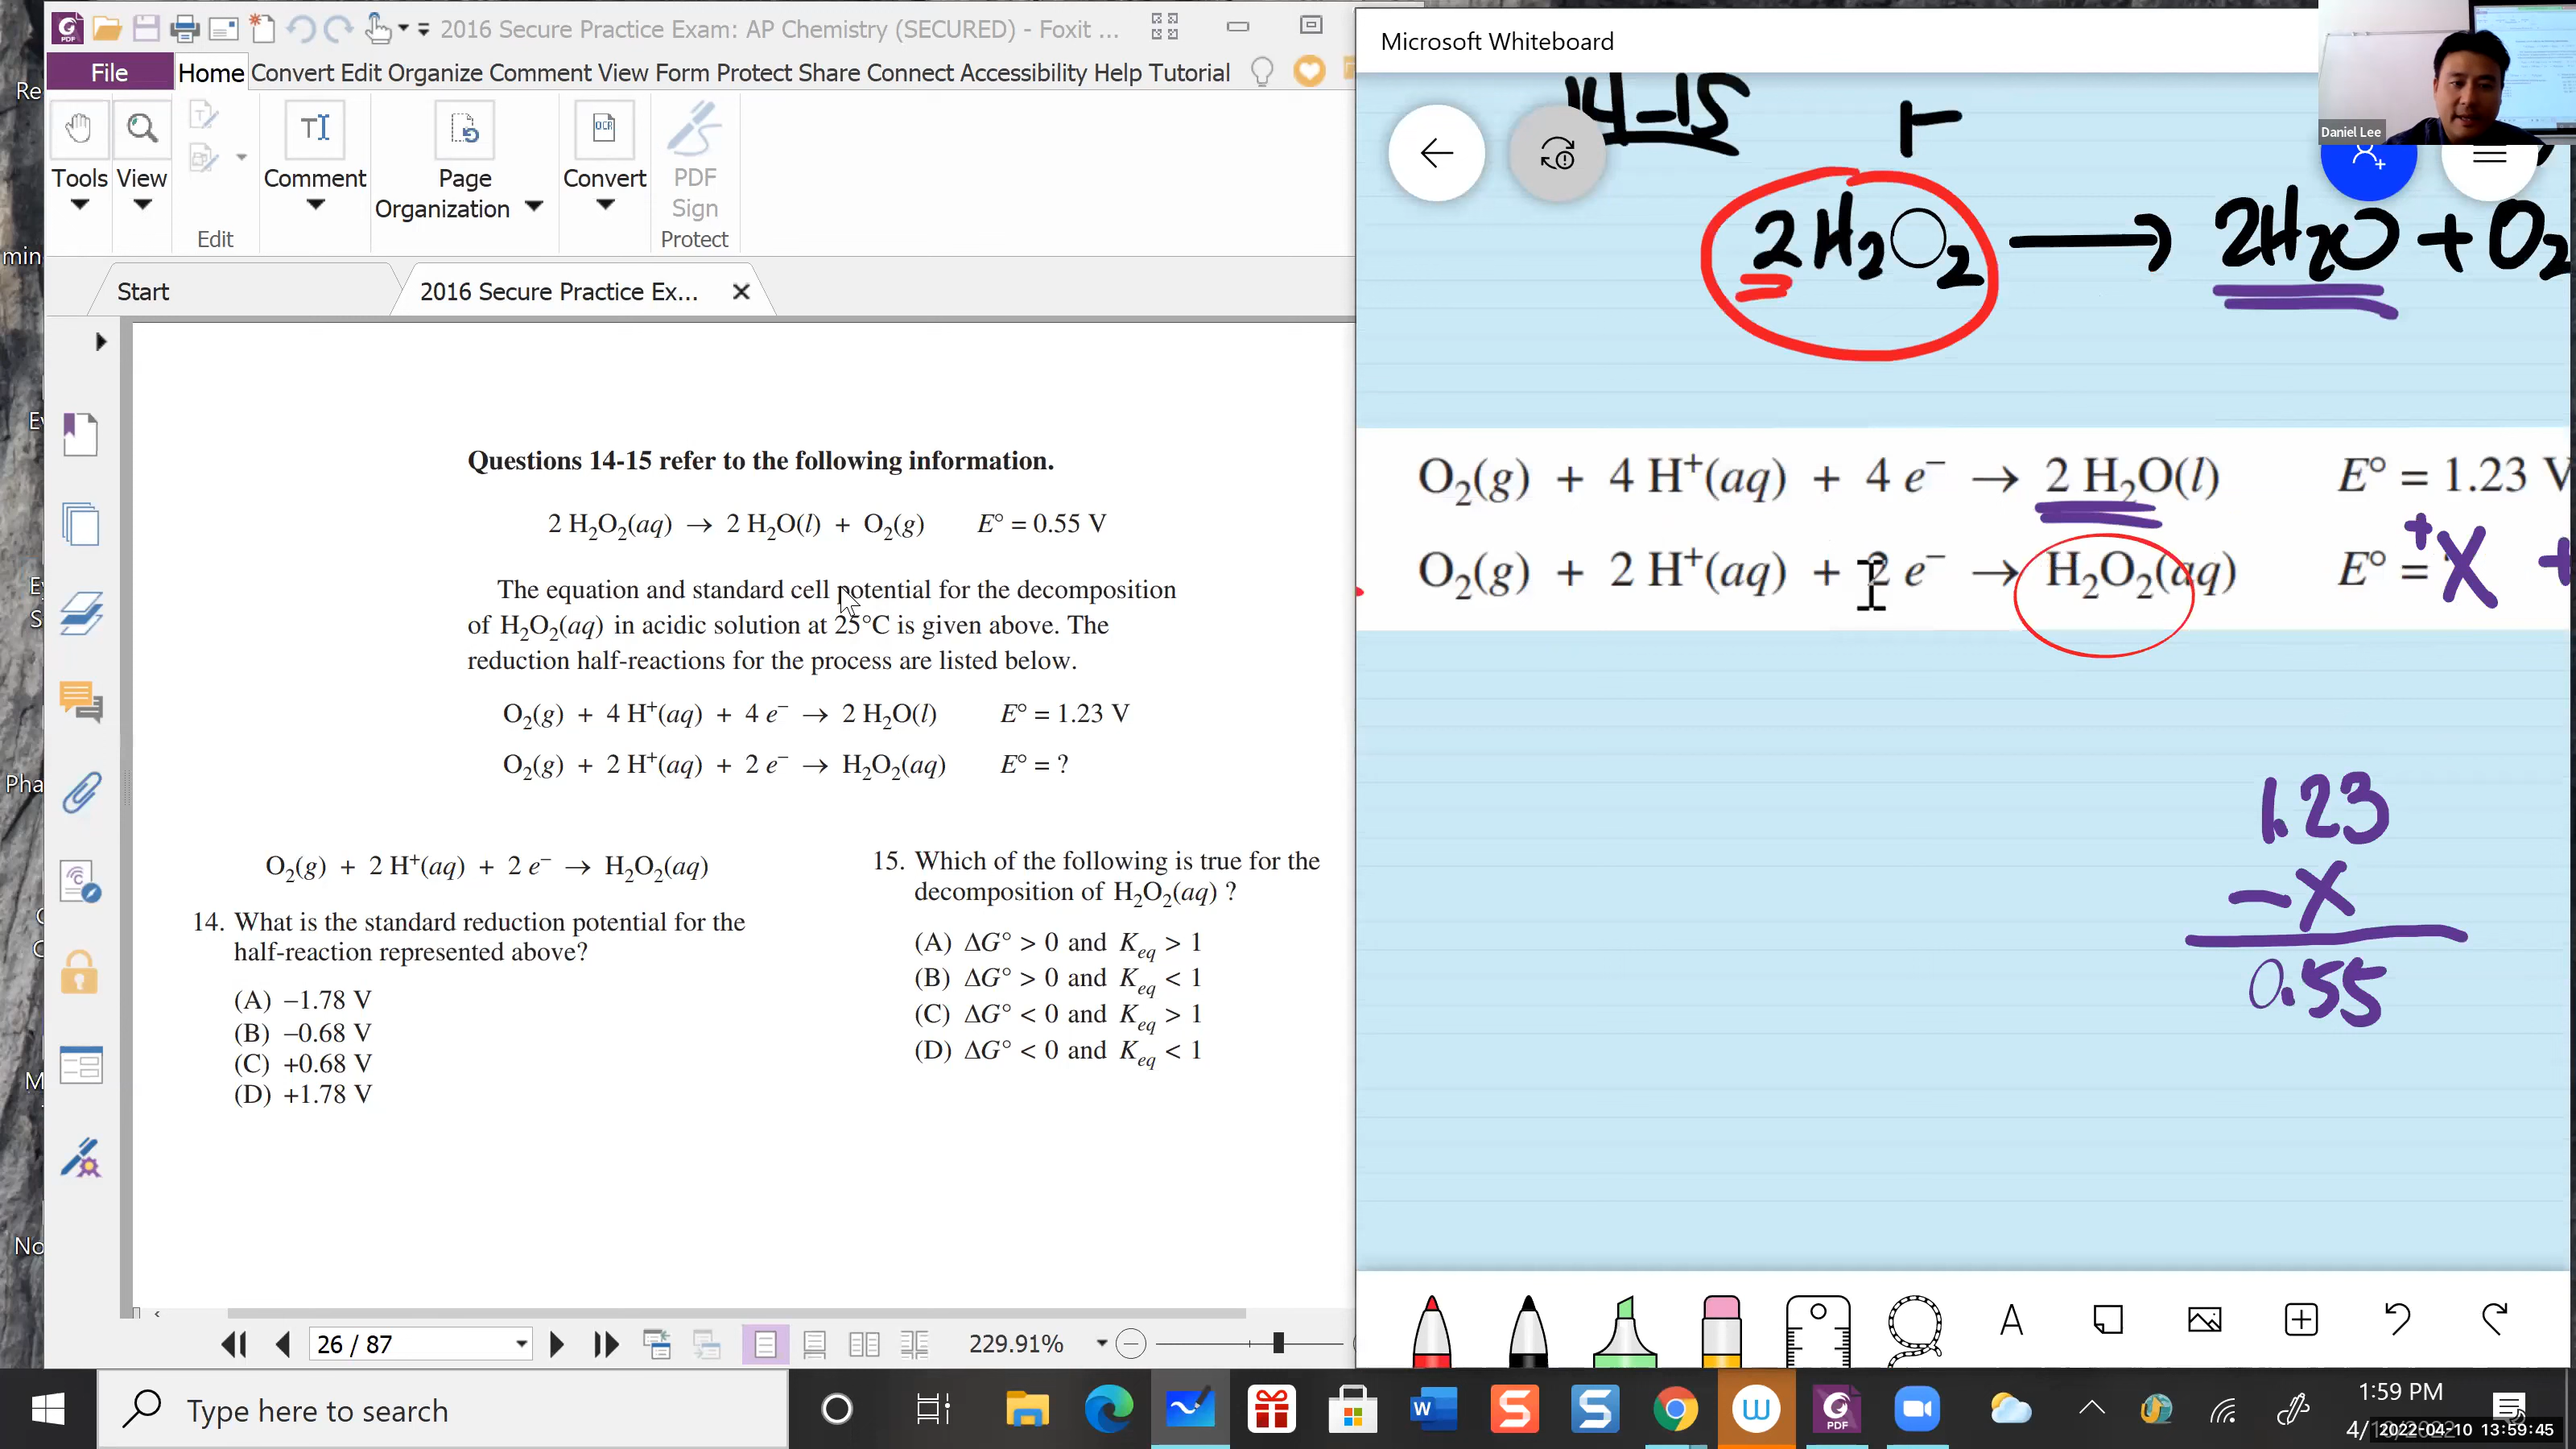 2016 Secure Practice Exam: AP Chemistry (SECURED) - Foxit ...
File Home Convert Edit Organize Comment View Form Protect Share Connect Accessibility Help Tutorial
Tools View Edit Comment Page Organization Convert PDF Sign Protect
Start 2016 Secure Practice Ex...
Questions 14-15 refer to the following information.
2 H₂O₂(aq) → 2 H₂O(l) + O₂(g) E° = 0.55 V
The equation and standard cell potential for the decomposition
of H₂O₂(aq) in acidic solution at 25°C is given above. The
reduction half-reactions for the process are listed below.
O₂(g) + 4 H⁺(aq) + 4 e⁻ → 2 H₂O(l) E° = 1.23 V
O₂(g) + 2 H⁺(aq) + 2 e⁻ → H₂O₂(aq) E° = ?
O₂(g) + 2 H⁺(aq) + 2 e⁻ → H₂O₂(aq)
14. What is the standard reduction potential for the
half-reaction represented above?
(A) −1.78 V
(B) −0.68 V
(C) +0.68 V
(D) +1.78 V
15. Which of the following is true for the
decomposition of H₂O₂(aq) ?
(A) ΔG° > 0 and Keq > 1
(B) ΔG° > 0 and Keq < 1
(C) ΔG° < 0 and Keq > 1
(D) ΔG° < 0 and Keq < 1
26 / 87
229.91%
Microsoft Whiteboard
Daniel Lee
14-15
2H₂O₂ → 2H₂O + O₂
O₂(g) + 4 H⁺(aq) + 4 e⁻ → 2 H₂O(l) E° = 1.23 V
O₂(g) + 2 H⁺(aq) + 2 e⁻ → H₂O₂(aq) E° = +X +
1.23
-X
0.55
Type here to search
1:59 PM
2022-04-10 13:59:45